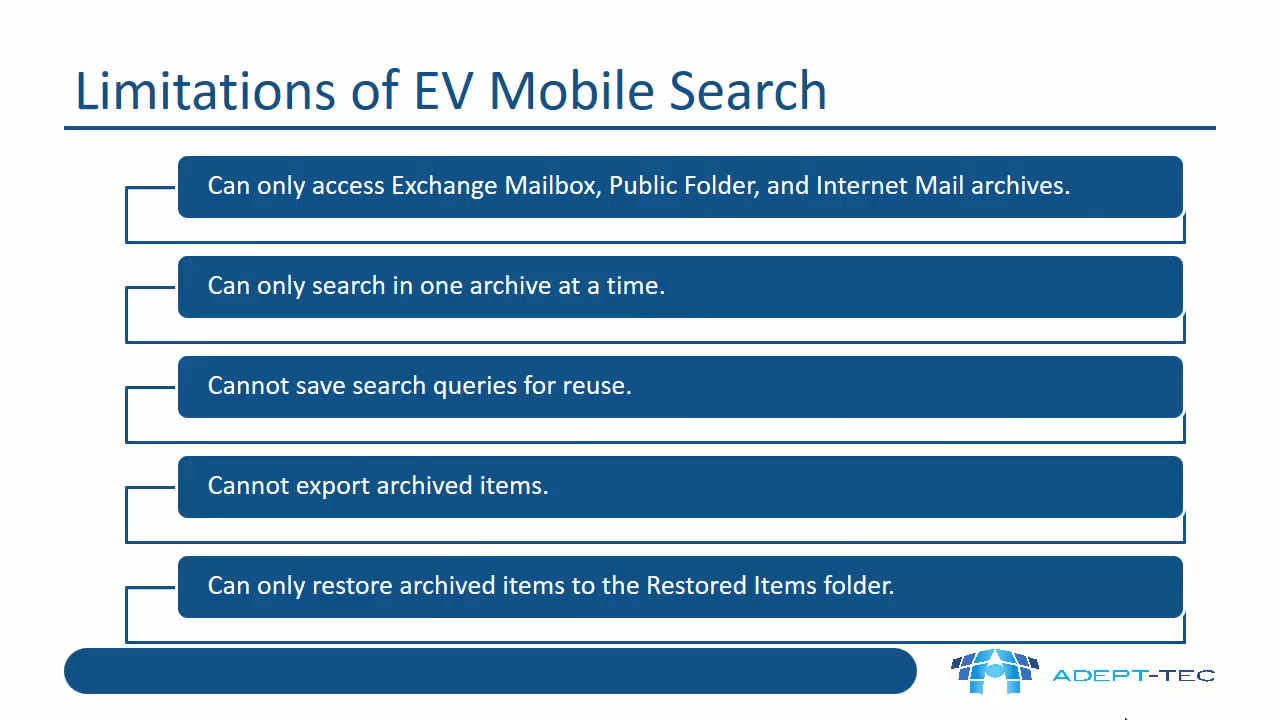 Limitations of EV Mobile Search
Can only access Exchange Mailbox, Public Folder, and Internet Mail archives.
Can only search in one archive at a time.
Cannot save search queries for reuse.
Cannot export archived items.
Can only restore archived items to the Restored Items folder.
ADEPT-TEC